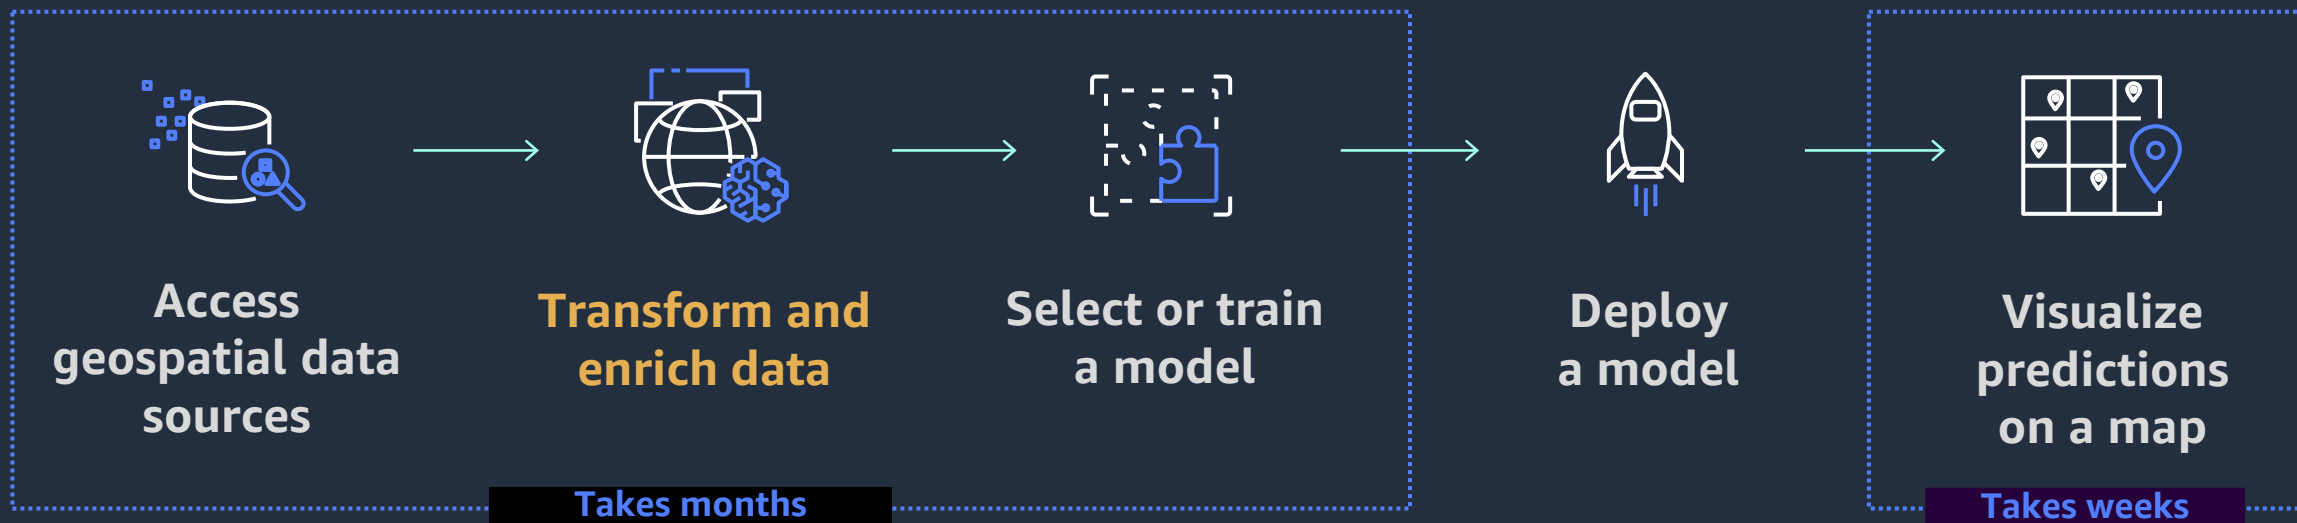 Access
geospatial data
sources
Transform and
enrich data
Select or train
a model
Deploy
a model
Visualize
predictions
on a map
Takes months
Takes weeks